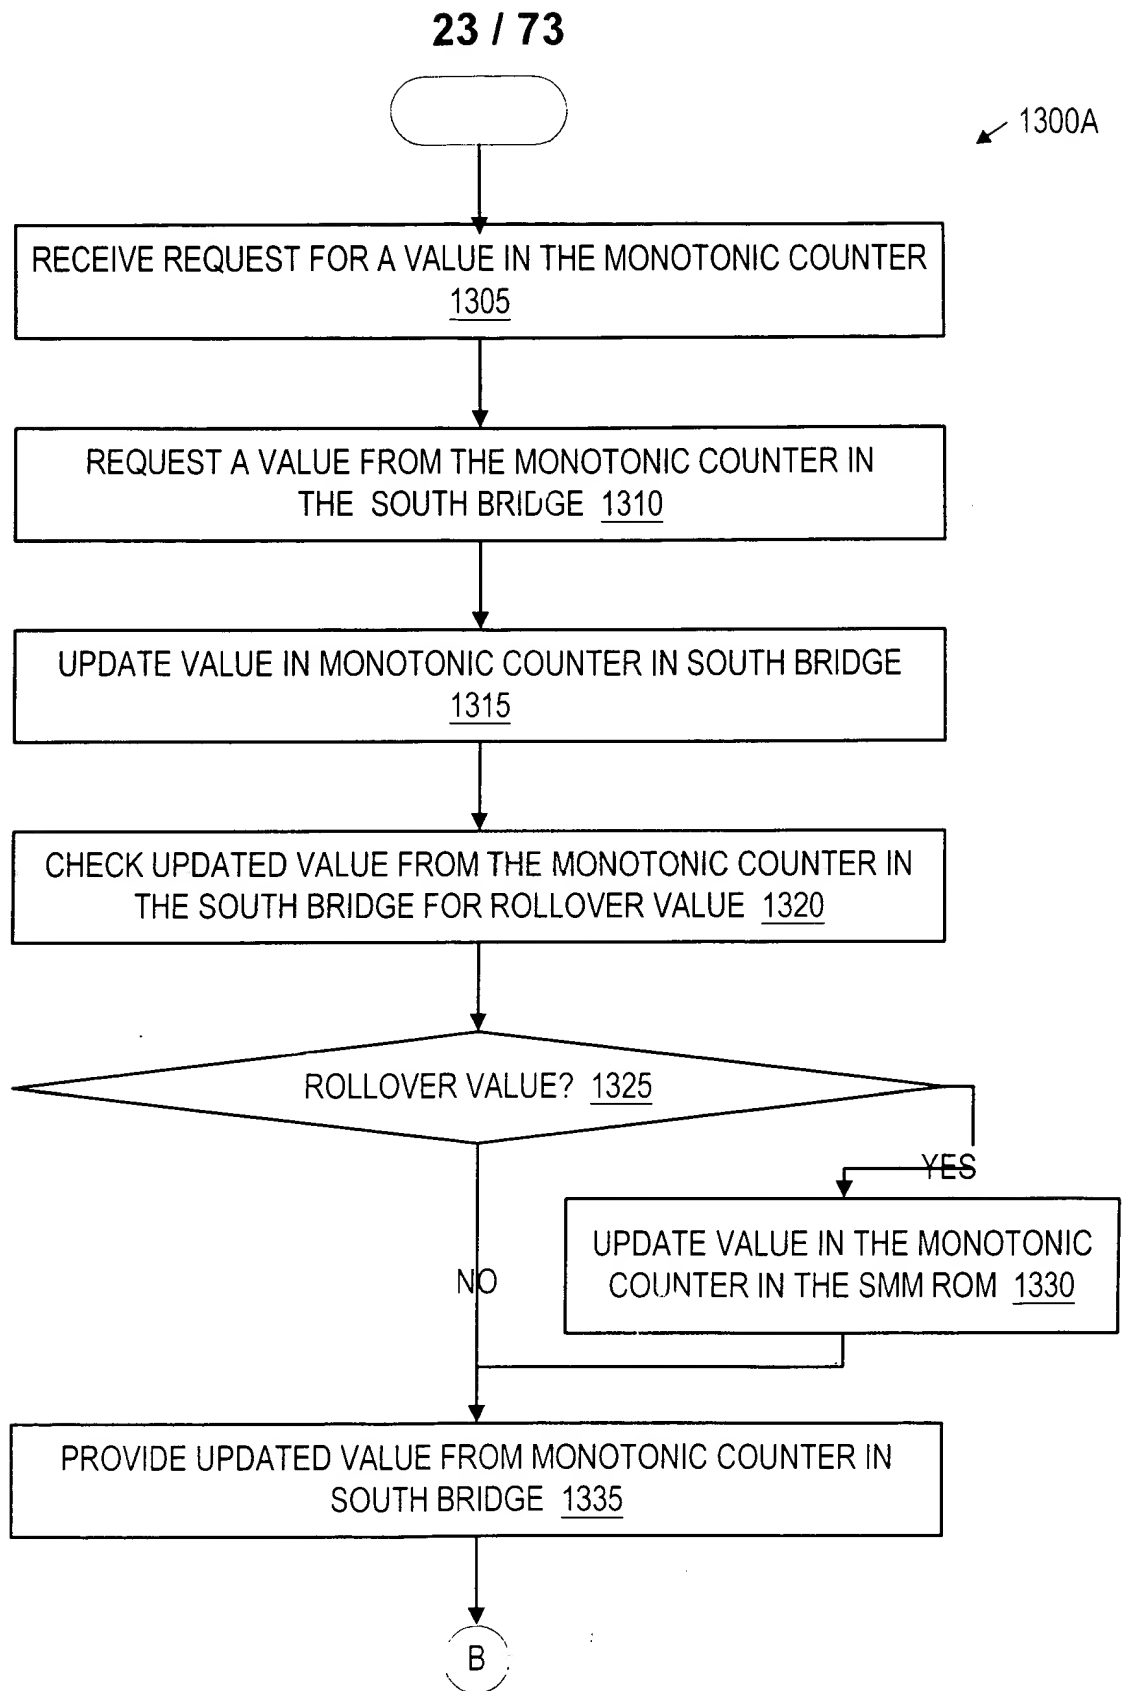 23 / 73
1300A
RECEIVE REQUEST FOR A VALUE IN THE MONOTONIC COUNTER
1305
REQUEST A VALUE FROM THE MONOTONIC COUNTER IN
THE SOUTH BRIDGE 1310
UPDATE VALUE IN MONOTONIC COUNTER IN SOUTH BRIDGE
1315
CHECK UPDATED VALUE FROM THE MONOTONIC COUNTER IN
THE SOUTH BRIDGE FOR ROLLOVER VALUE 1320
ROLLOVER VALUE? 1325
YES
UPDATE VALUE IN THE MONOTONIC
COUNTER IN THE SMM ROM 1330
NO
PROVIDE UPDATED VALUE FROM MONOTONIC COUNTER IN
SOUTH BRIDGE 1335
B